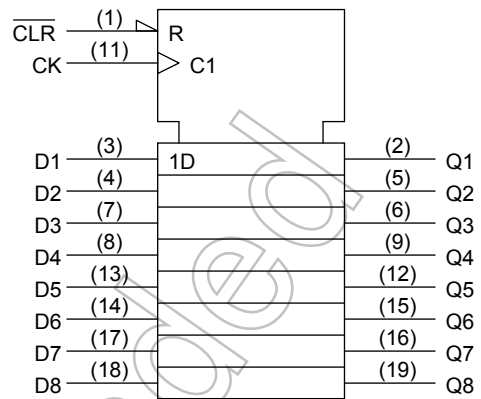 CLR (1) R
CK (11) C1
D1 (3) 1D (2) Q1
D2 (4) (5) Q2
D3 (7) (6) Q3
D4 (8) (9) Q4
D5 (13) (12) Q5
D6 (14) (15) Q6
D7 (17) (16) Q7
D8 (18) (19) Q8